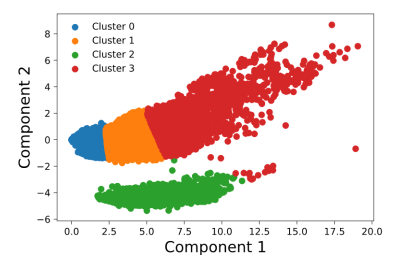 Cluster 0
Cluster 1
Cluster 2
Cluster 3
Component 2
8
6
4
2
0
−2
−4
−6
0.0 2.5 5.0 7.5 10.0 12.5 15.0 17.5 20.0
Component 1